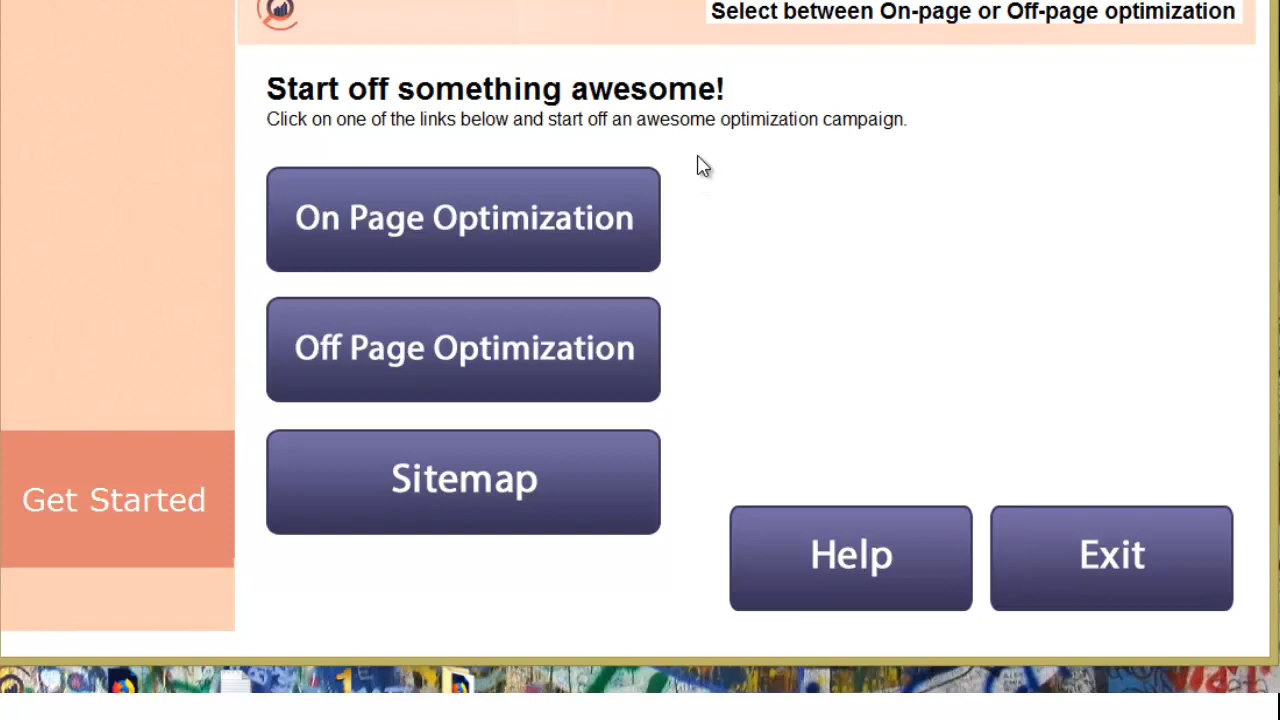 Select between On-page or Off-page optimization
Start off something awesome!
Click on one of the links below and start off an awesome optimization campaign.
On Page Optimization
Off Page Optimization
Sitemap
Get Started
Help
Exit